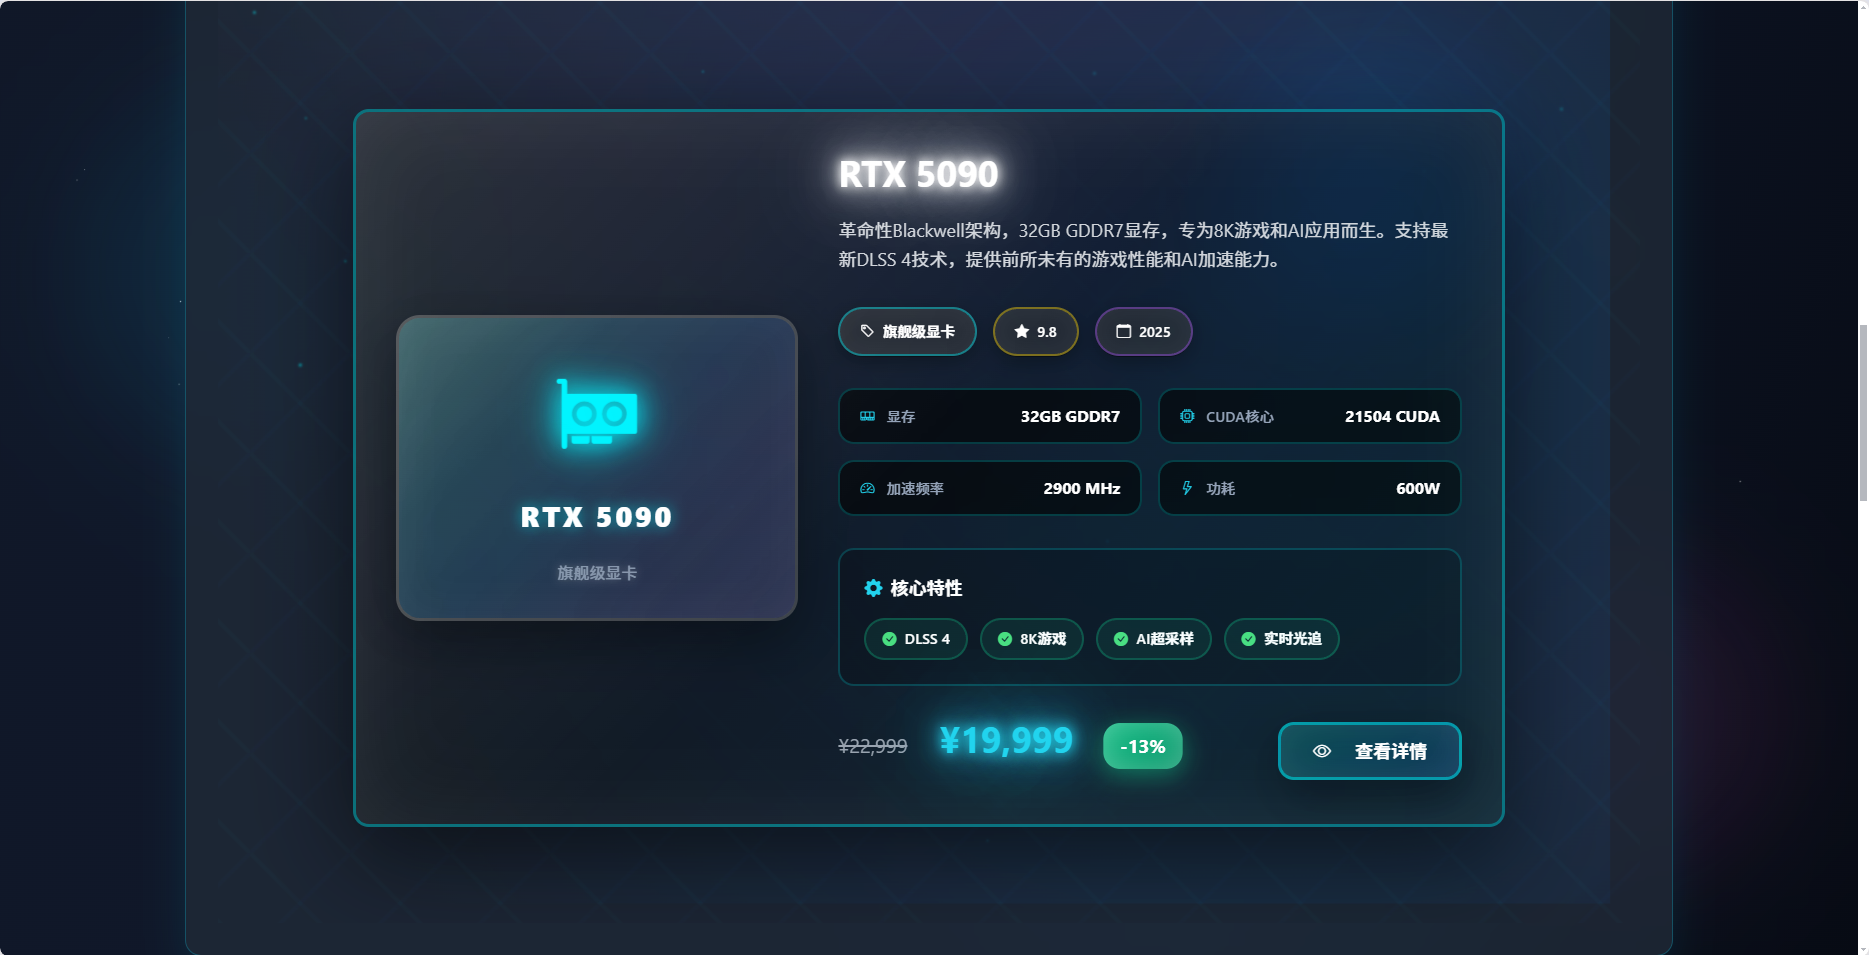 RTX 5090
革命性Blackwell架构，32GB GDDR7显存，专为8K游戏和AI应用而生。支持最
新DLSS 4技术，提供前所未有的游戏性能和AI加速能力。
旗舰级显卡
9.8
2025
显存
32GB GDDR7
CUDA核心
21504 CUDA
加速频率
2900 MHz
功耗
600W
RTX 5090
旗舰级显卡
核心特性
DLSS 4
8K游戏
AI超采样
实时光追
¥22,999
¥19,999
-13%
查看详情